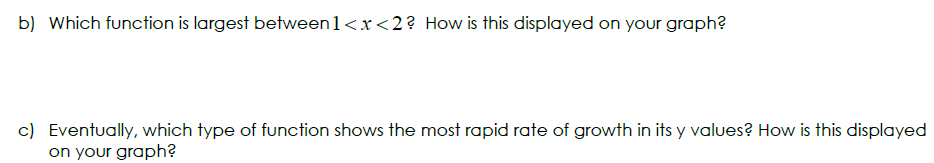 b) Which function is largest between 1 < x < 2? How is this displayed on your graph?
c) Eventually, which type of function shows the most rapid rate of growth in its y values? How is this displayed
on your graph?